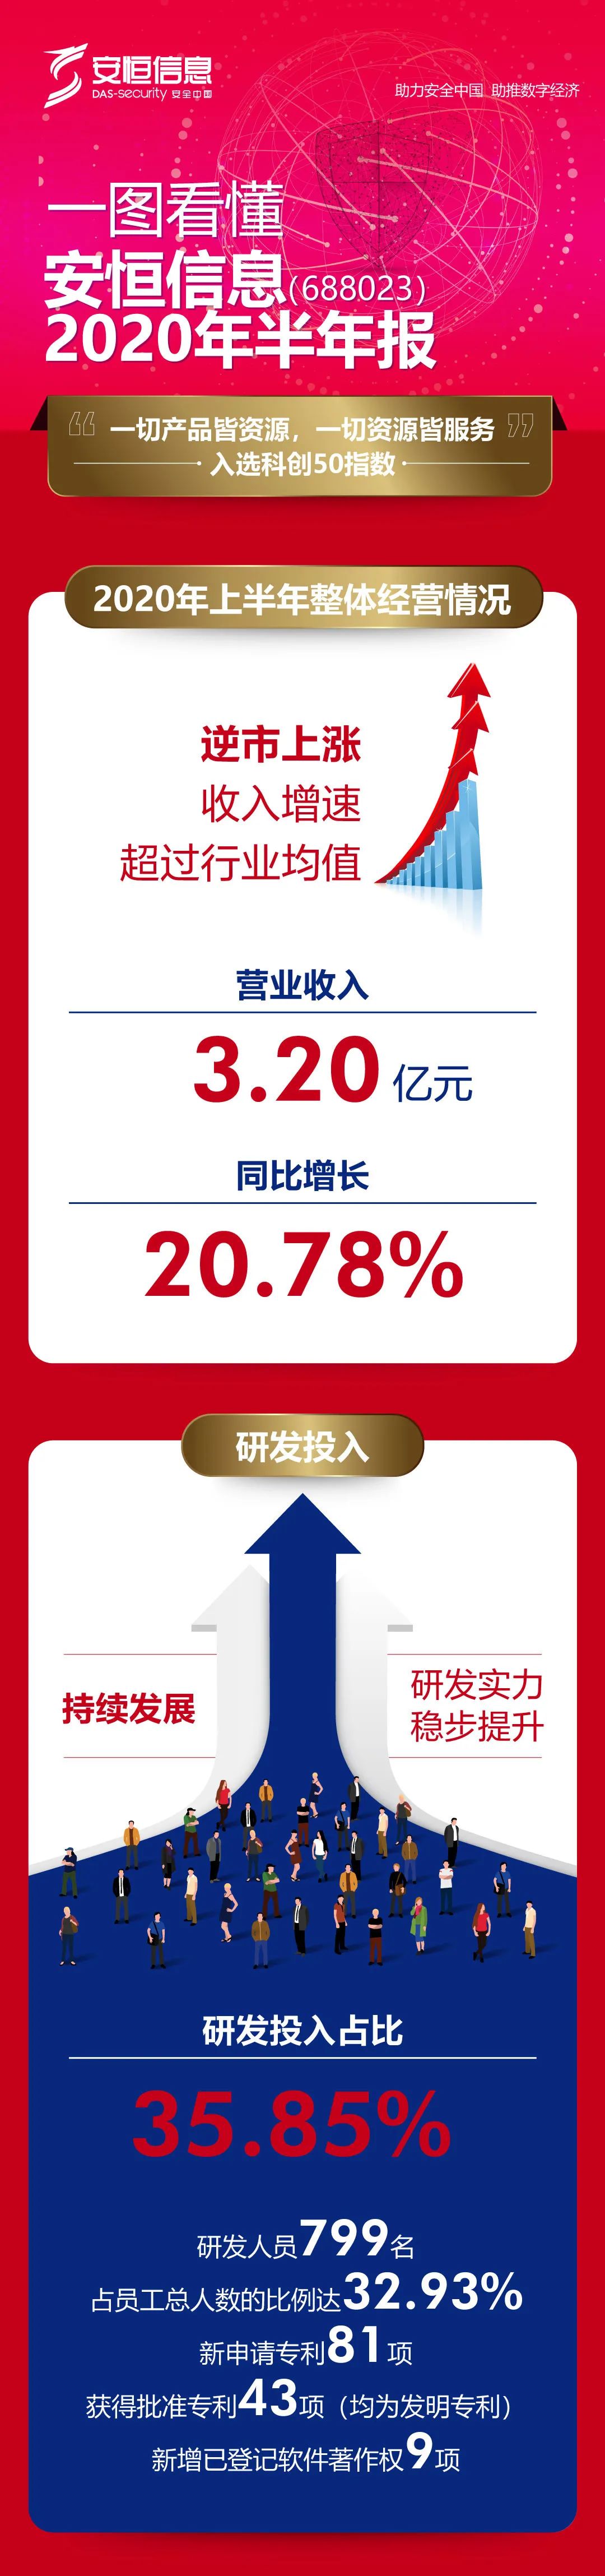 安恒信息
DAS-security 安全中国
助力安全中国 助推数字经济
一图看懂
安恒信息(688023)
2020年半年报
“ 一切产品皆资源，一切资源皆服务 ”
入选科创50指数
2020年上半年整体经营情况
逆市上涨
收入增速
超过行业均值
营业收入
3.20 亿元
同比增长
20.78%
研发投入
持续发展
研发实力
稳步提升
研发投入占比
35.85%
研发人员799名
占员工总人数的比例达32.93%
新申请专利81项
获得批准专利43项（均为发明专利）
新增已登记软件著作权9项